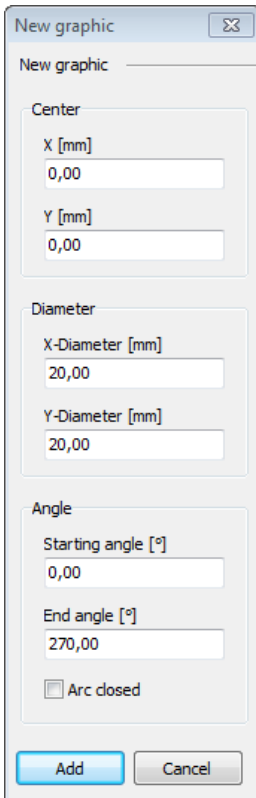 New graphic
New graphic
Center
X [mm]
0,00
Y [mm]
0,00
Diameter
X-Diameter [mm]
20,00
Y-Diameter [mm]
20,00
Angle
Starting angle [°]
0,00
End angle [°]
270,00
Arc closed
Add Cancel